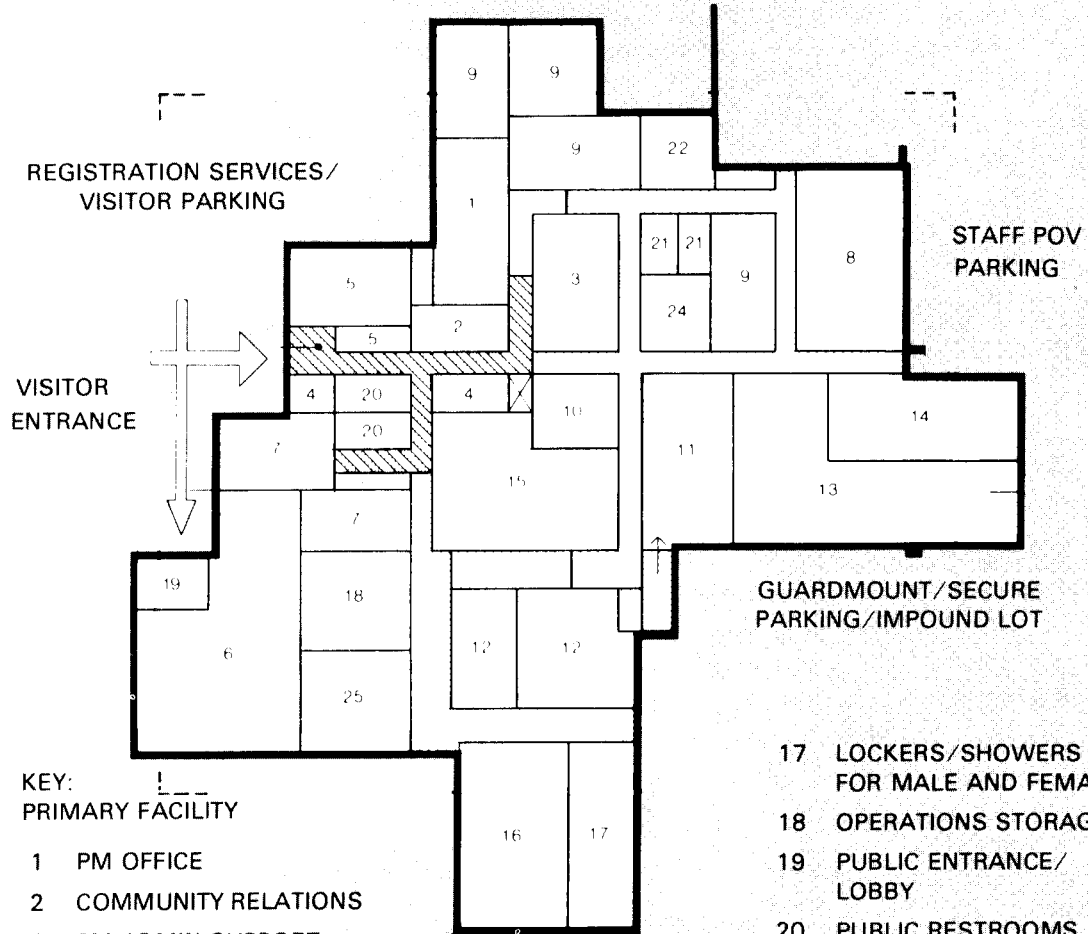 9
9
9
22
REGISTRATION SERVICES/
VISITOR PARKING
1
21
21
STAFF POV
PARKING
3
9
8
5
24
2
5
VISITOR
ENTRANCE
4
20
4
10
14
7
20
11
15
13
7
19
18
GUARDMOUNT/SECURE
PARKING/IMPOUND LOT
6
12
12
25
KEY:
PRIMARY FACILITY
16
17
1 PM OFFICE
2 COMMUNITY RELATIONS
17 LOCKERS/SHOWERS
FOR MALE AND
18 OPERATIONS
19 PUBLIC ENTRANCE/
LOBBY
20 PUBLIC RESTROOMS